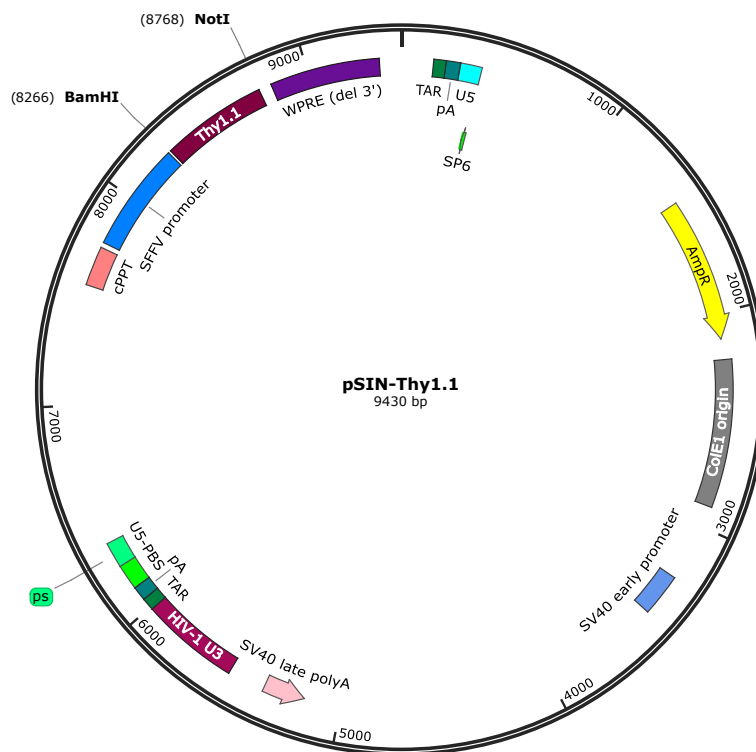 (8768) NotI
9000
(8266) BamHI
Thy1.1
WPRE (del 3')
TAR
U5
pA
1000
SP6
8000
SFFV promoter
cPPT
AmpR
2000
pSIN-Thy1.1
9430 bp
7000
ColE1 origin
3000
U5-PBS
pA
TAR
ps
SV40 early promoter
6000
HIV-1 U3
SV40 late polyA
4000
5000